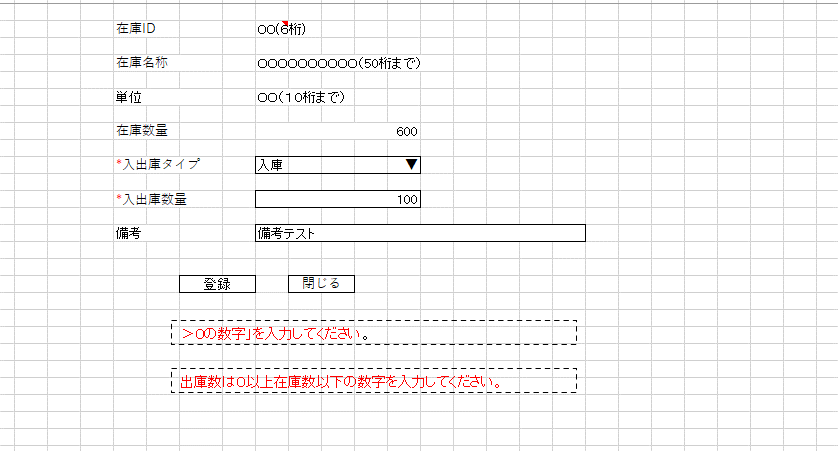 在庫ID ○○(6桁)
在庫名称 ○○○○○○○○○○(50桁まで)
単位 ○○(10桁まで)
在庫数量 600
*入出庫タイプ 入庫 ▼
*入出庫数量 100
備考 備考テスト
登録 閉じる
>0の数字」を入力してください。
出庫数は0以上在庫数以下の数字を入力してください。